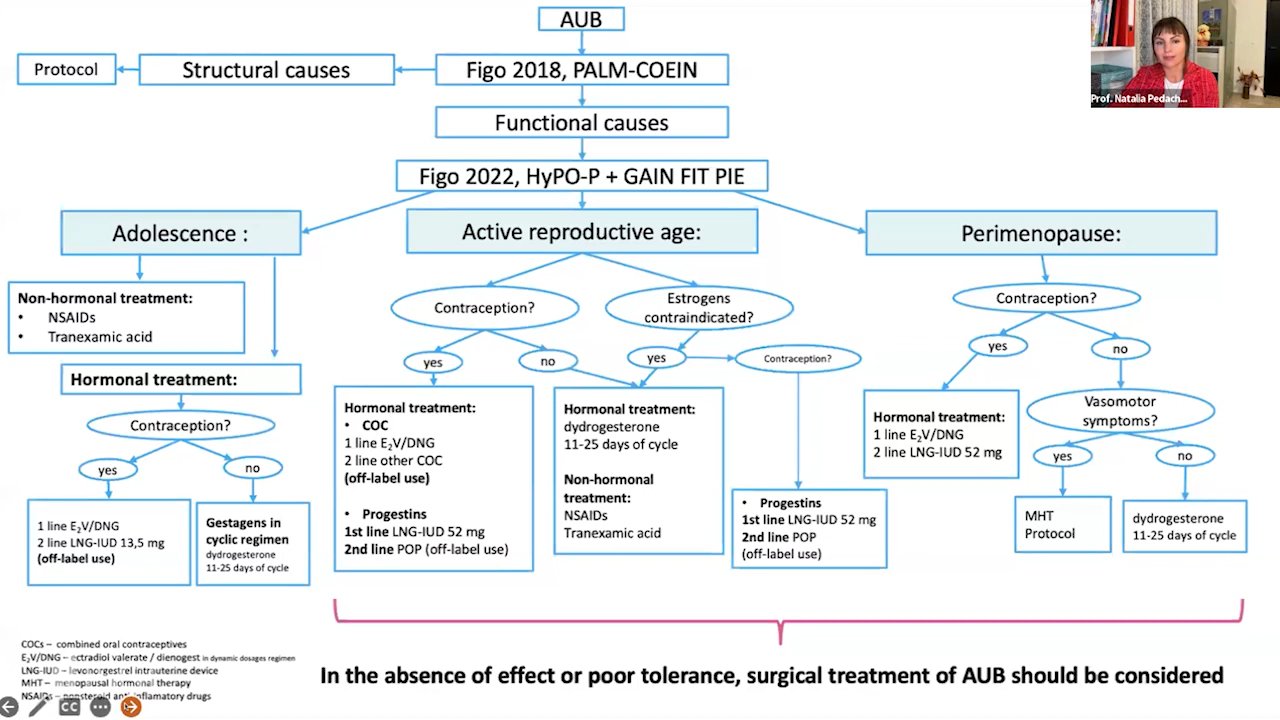 AUB
Protocol
Structural causes
Figo 2018, PALM-COEIN
Functional causes
Figo 2022, HyPO-P + GAIN FIT PIE
Prof. Natalia Pedach...
Adolescence :
Non-hormonal treatment:
• NSAIDs
• Tranexamic acid
Hormonal treatment:
Contraception?
yes
no
1 line E₂V/DNG
2 line LNG-IUD 13,5 mg
(off-label use)
Gestagens in
cyclic regimen
dydrogesterone
11-25 days of cycle
Active reproductive age:
Contraception?
yes
no
Estrogens
contraindicated?
yes
Contraception?
Hormonal treatment:
• COC
1 line E₂V/DNG
2 line other COC
(off-label use)
• Progestins
1st line LNG-IUD 52 mg
2nd line POP (off-label use)
Hormonal treatment:
dydrogesterone
11-25 days of cycle
Non-hormonal
treatment:
NSAIDs
Tranexamic acid
• Progestins
1st line LNG-IUD 52 mg
2nd line POP
(off-label use)
Perimenopause:
Contraception?
yes
no
Hormonal treatment:
1 line E₂V/DNG
2 line LNG-IUD 52 mg
Vasomotor
symptoms?
yes
no
MHT
Protocol
dydrogesterone
11-25 days of cycle
COCs – combined oral contraceptives
E₂V/DNG – ectradiol valerate / dienogest in dynamic dosages regimen
LNG-IUD – levonorgestrel intrauterine device
MHT – menopausal hormonal therapy
NSAIDs – nonsteroid anti-inflamatory drugs
CC
In the absence of effect or poor tolerance, surgical treatment of AUB should be considered